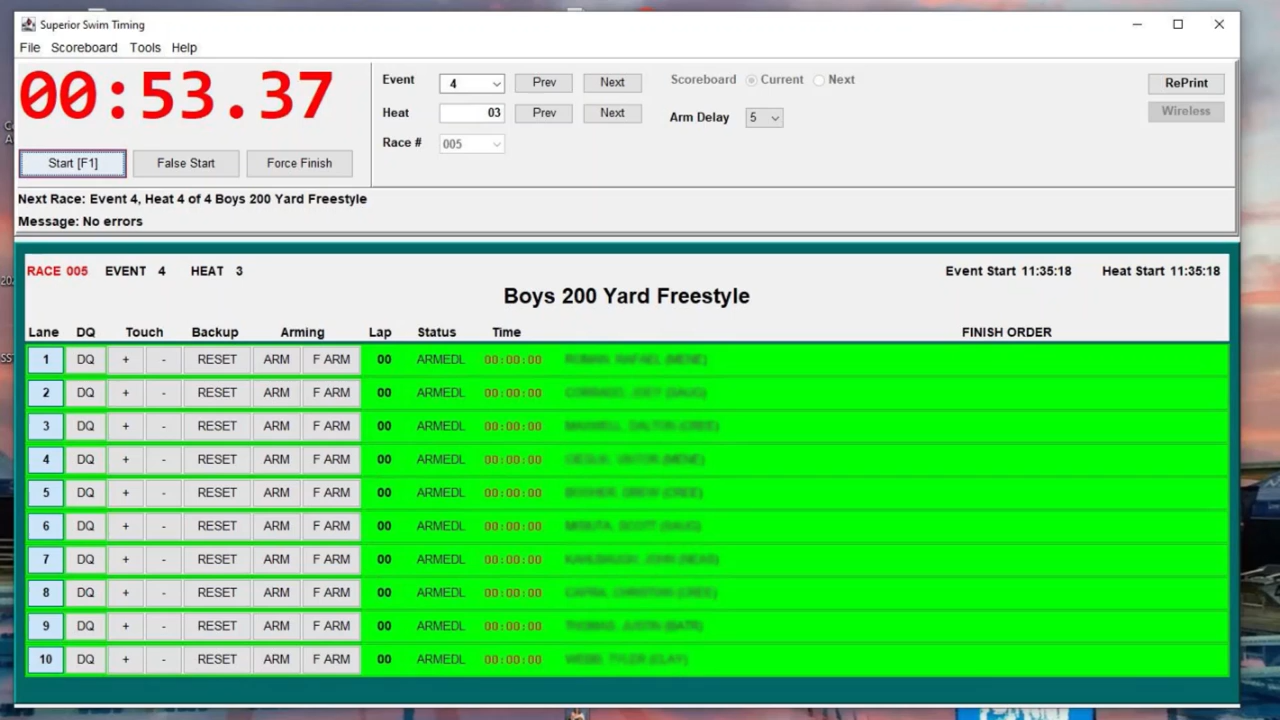 Superior Swim Timing
File Scoreboard Tools Help
00:53.37
Event 4 Prev Next Scoreboard Current Next RePrint
Heat 03 Prev Next Arm Delay 5 Wireless
Race # 005
Start [F1] False Start Force Finish
Next Race: Event 4, Heat 4 of 4 Boys 200 Yard Freestyle
Message: No errors
RACE 005 EVENT 4 HEAT 3 Event Start 11:35:18 Heat Start 11:35:18
Boys 200 Yard Freestyle
Lane DQ Touch Backup Arming Lap Status Time FINISH ORDER
1 DQ + - RESET ARM F ARM 00 ARMEDL 00:00:00
2 DQ + - RESET ARM F ARM 00 ARMEDL 00:00:00
3 DQ + - RESET ARM F ARM 00 ARMEDL 00:00:00
4 DQ + - RESET ARM F ARM 00 ARMEDL 00:00:00
5 DQ + - RESET ARM F ARM 00 ARMEDL 00:00:00
6 DQ + - RESET ARM F ARM 00 ARMEDL 00:00:00
7 DQ + - RESET ARM F ARM 00 ARMEDL 00:00:00
8 DQ + - RESET ARM F ARM 00 ARMEDL 00:00:00
9 DQ + - RESET ARM F ARM 00 ARMEDL 00:00:00
10 DQ + - RESET ARM F ARM 00 ARMEDL 00:00:00